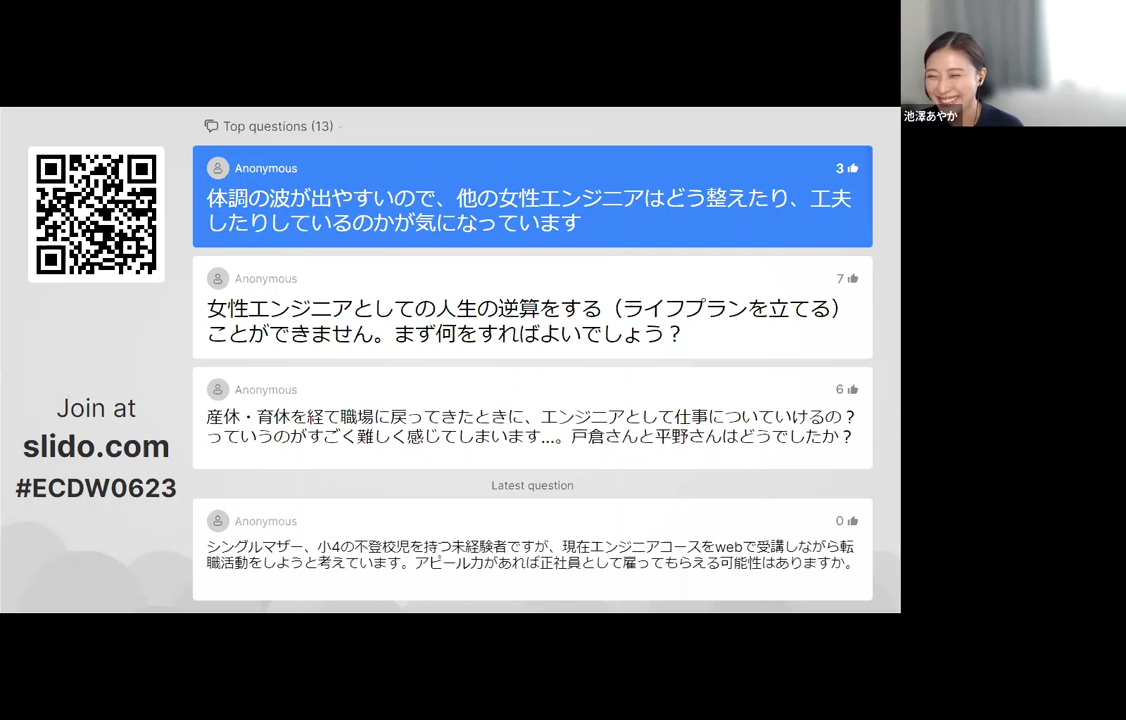 Top questions (13)
Anonymous
3
体調の波が出やすいので、他の女性エンジニアはどう整えたり、工夫
したりしているのかが気になっています
Anonymous
7
女性エンジニアとしての人生の逆算をする（ライフプランを立てる）
ことができません。まず何をすればよいでしょう？
Anonymous
6
産休・育休を経て職場に戻ってきたときに、エンジニアとして仕事についていけるの？
っていうのがすごく難しく感じてしまいます...。戸倉さんと平野さんはどうでしたか？
Latest question
Anonymous
0
シングルマザー、小4の不登校児を持つ未経験者ですが、現在エンジニアコースをwebで受講しながら転
職活動をしようと考えています。アピール力があれば正社員として雇ってもらえる可能性はありますか。
Join at
slido.com
#ECDW0623
池澤あやか